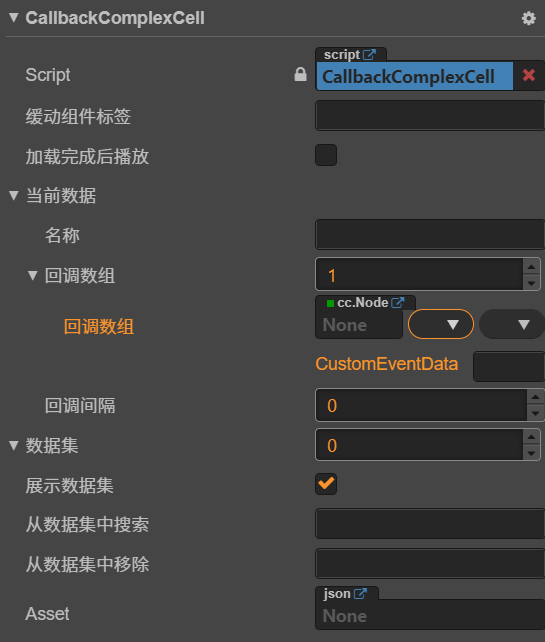 CallbackComplexCell
script
Script
CallbackComplexCell
缓动组件标签
加载完成后播放
当前数据
名称
回调数组
1
cc.Node
回调数组
None
CustomEventData
回调间隔
0
数据集
0
展示数据集
从数据集中搜索
从数据集中移除
json
Asset
None